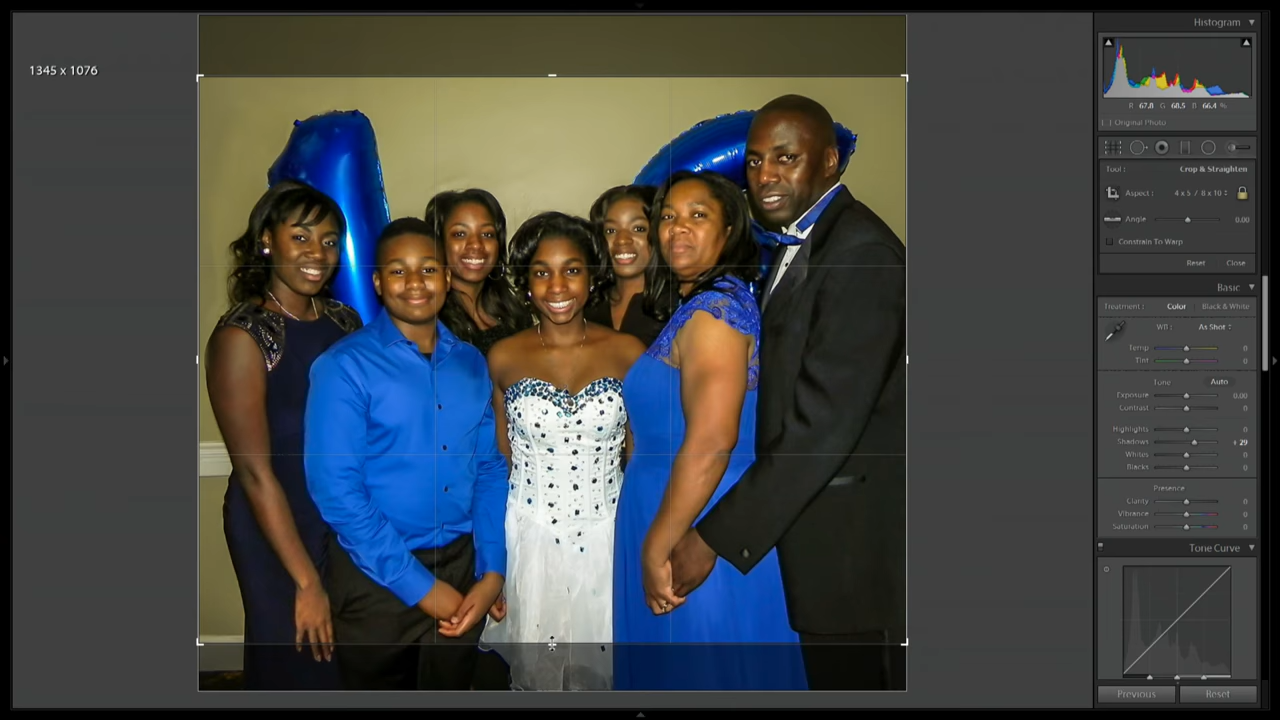 Histogram
1345 x 1076
R 67.8 G 68.5 B 66.4 %
Original Photo
Tool : Crop & Straighten
Aspect : 4 x 5 / 8 x 10
Angle 0.00
Constrain To Warp
Reset Close
Basic
Treatment : Color Black & White
WB : As Shot
Temp 0
Tint 0
Tone Auto
Exposure 0.00
Contrast 0
Highlights 0
Shadows + 29
Whites 0
Blacks 0
Presence
Clarity 0
Vibrance 0
Saturation 0
Tone Curve
Previous Reset